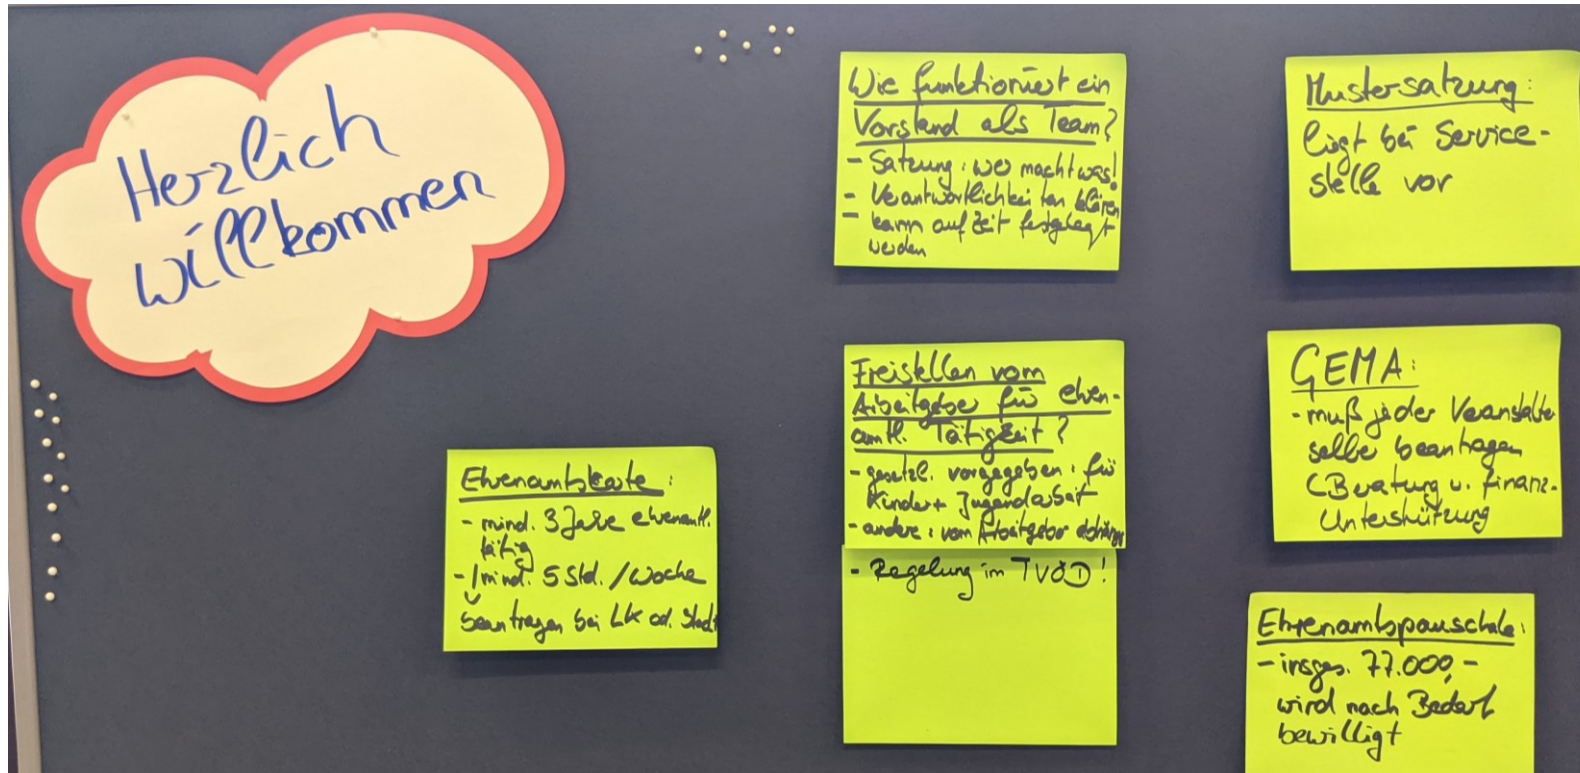 Herzlich
willkommen
Wie funktioniert ein
Vorstand als Team?
- Satzung: wer macht was!
- Verantwortlichkeiten klären
- kann auf Zeit festgelegt
werden
Mustersatzung:
liegt bei Service-
stelle vor
Freistellen vom
Arbeitgeber für ehren-
amtl. Tätigkeit?
- gesetzl. vorgegeben: für
Kinder + Jugendarbeit
- andere: vom Arbeitgeber abhängig
- Regelung im TVÖD!
GEMA:
- muß jeder Veranstalter
selbe beantragen
(Beratung u. finanz.
Unterstützung
Ehrenamtskarte:
- mind. 3 Jahre ehrenamtl.
tätig
- mind. 5 Std. / Woche
beantragen bei LK od. Stadt
Ehrenamtspauschale:
- insges. 77.000,-
wird nach Bedarf
bewilligt